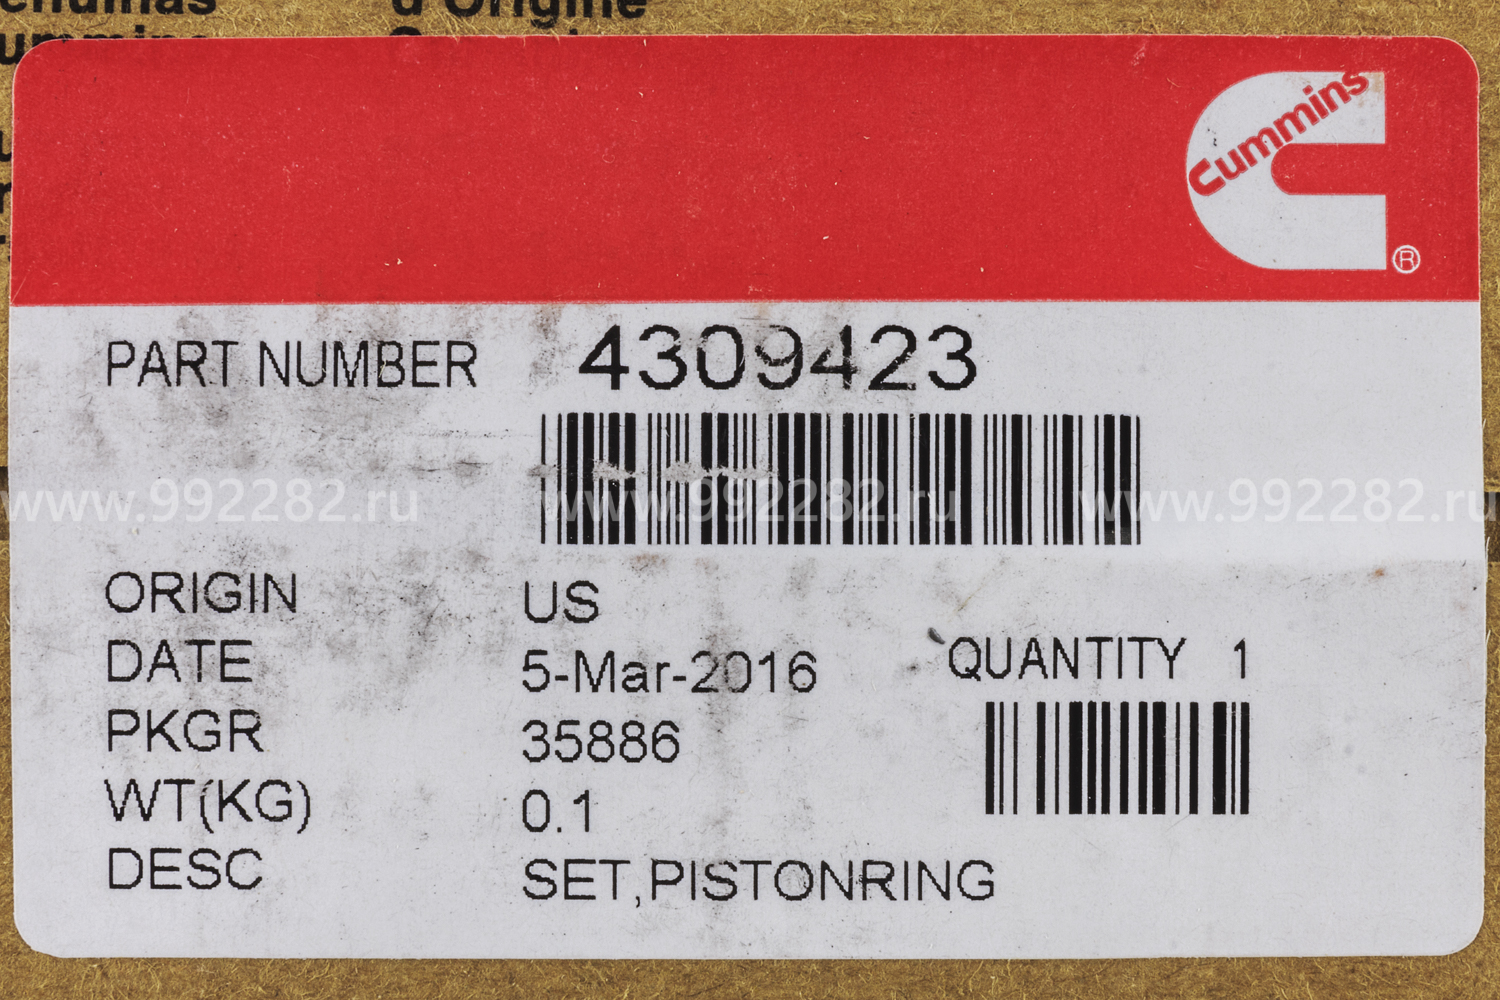 d'Origine
Cummins
®
PART NUMBER 4309423
www.992282.ru www.992282.ru www.992282.ru
ORIGIN US
DATE 5-Mar-2016
QUANTITY 1
PKGR 35886
WT(KG) 0.1
DESC SET,PISTONRING